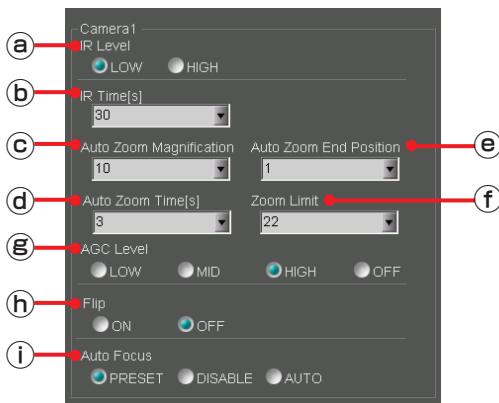 Camera1
ⓐ IR Level
LOW HIGH
ⓑ IR Time[s]
30
ⓒ Auto Zoom Magnification Auto Zoom End Position ⓔ
10 1
ⓓ Auto Zoom Time[s] Zoom Limit ⓕ
3 22
ⓖ AGC Level
LOW MID HIGH OFF
ⓗ Flip
ON OFF
ⓘ Auto Focus
PRESET DISABLE AUTO